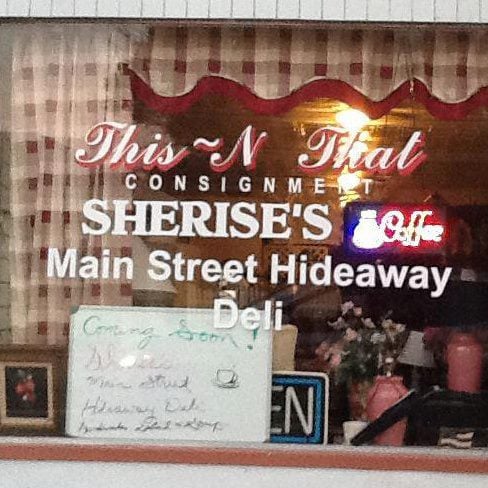 This ~N That
CONSIGNMENT
SHERISE'S
Coffee
Main Street Hideaway
Deli
Coming Soon!
Main Street
Hideaway Deli
EN